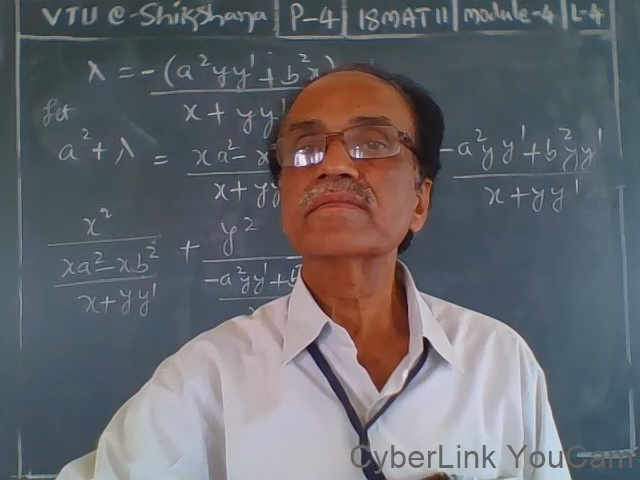 VTU e-Shikshana P-4 18MAT11 module-4 L-4
λ = -(a²yy' + b²x)
x + yy'
Let
a² + λ = xa² - x -a²yy' + b²yy'
x + yy' x + yy'
x² + y²
xa² - xb² -a²yy' + b
x + yy'
CyberLink YouCam